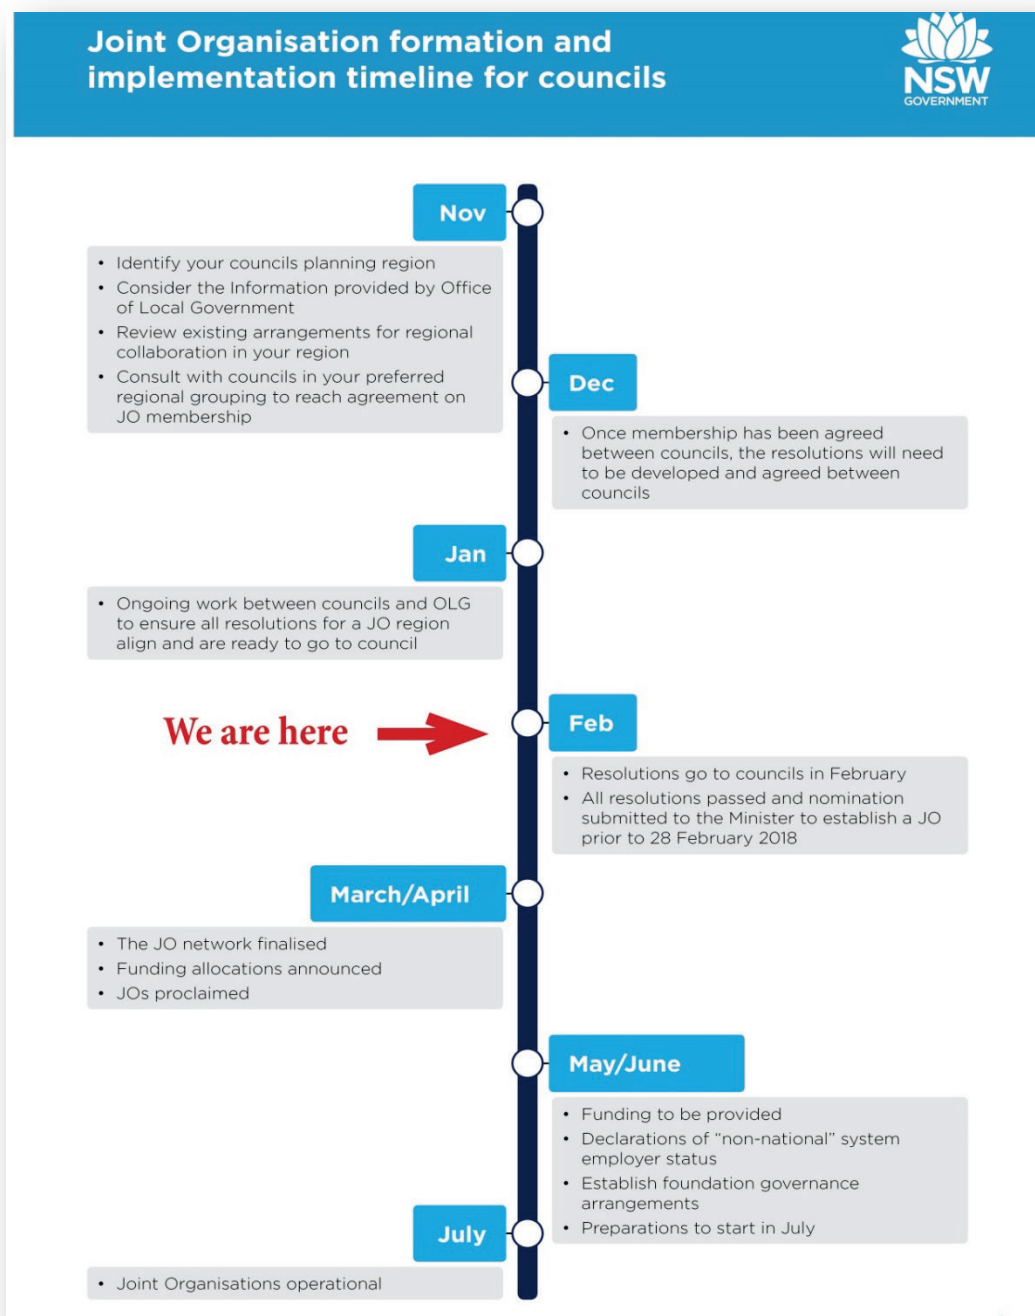 Joint Organisation formation and
implementation timeline for councils
NSW
GOVERNMENT
Nov
• Identify your councils planning region
• Consider the Information provided by Office
of Local Government
• Review existing arrangements for regional
collaboration in your region
• Consult with councils in your preferred
regional grouping to reach agreement on
JO membership
Dec
• Once membership has been agreed
between councils, the resolutions will need
to be developed and agreed between
councils
Jan
• Ongoing work between councils and OLG
to ensure all resolutions for a JO region
align and are ready to go to council
We are here
Feb
• Resolutions go to councils in February
• All resolutions passed and nomination
submitted to the Minister to establish a JO
prior to 28 February 2018
March/April
• The JO network finalised
• Funding allocations announced
• JOs proclaimed
May/June
• Funding to be provided
• Declarations of “non-national” system
employer status
• Establish foundation governance
arrangements
• Preparations to start in July
July
• Joint Organisations operational